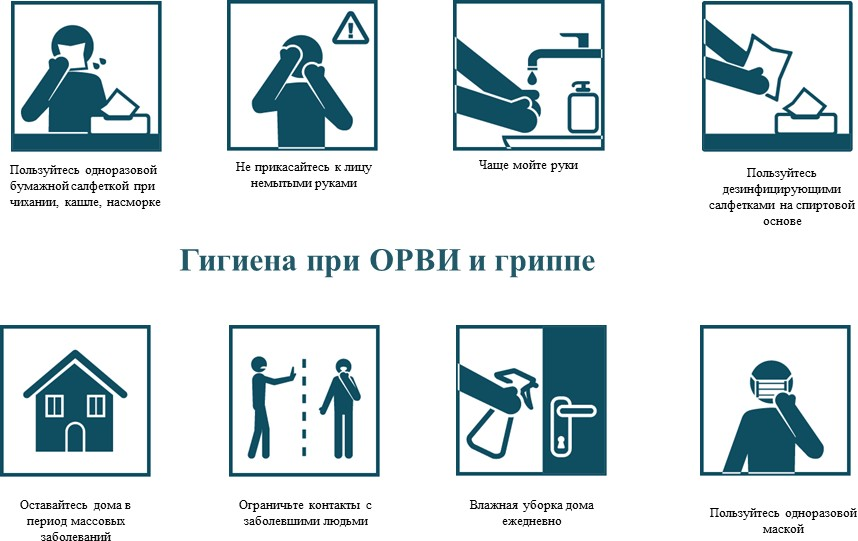 Пользуйтесь одноразовой
бумажной салфеткой при
чихании, кашле, насморке
Не прикасайтесь к лицу
немытыми руками
Чаще мойте руки
Пользуйтесь
дезинфицирующими
салфетками на спиртовой
основе
Гигиена при ОРВИ и гриппе
Оставайтесь дома в
период массовых
заболеваний
Ограничьте контакты с
заболевшими людьми
Влажная уборка дома
ежедневно
Пользуйтесь одноразовой
маской